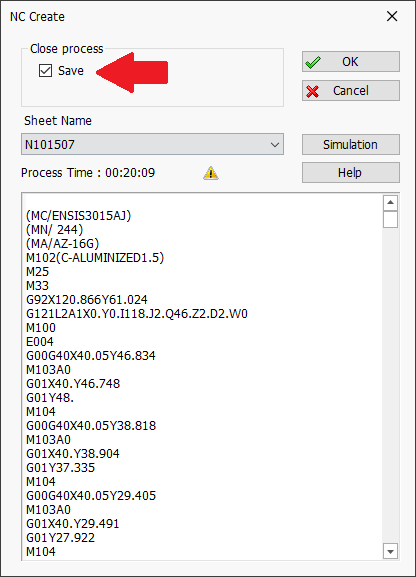 NC Create
Close process
Save
OK
Cancel
Sheet Name
N101507
Simulation
Process Time : 00:20:09
Help
(MC/ENSIS3015AJ)
(MN/ 244)
(MA/AZ-16G)
M102(C-ALUMINIZED1.5)
M25
M33
G92X120.866Y61.024
G121L2A1X0.Y0.I118.J2.Q46.Z2.D2.W0
M100
E004
G00G40X40.05Y46.834
M103A0
G01X40.Y46.748
G01Y48.
M104
G00G40X40.05Y38.818
M103A0
G01X40.Y38.904
G01Y37.335
M104
G00G40X40.05Y29.405
M103A0
G01X40.Y29.491
G01Y27.922
M104